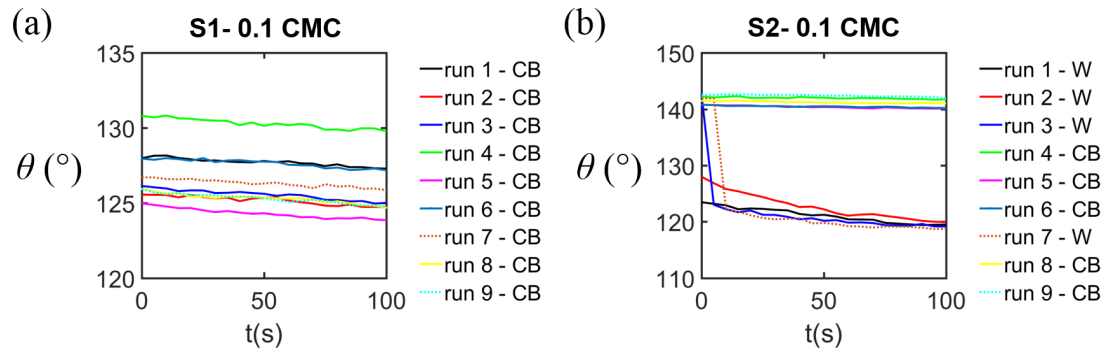 (a)
S1- 0.1 CMC
135
130
125
120
θ (°)
0
50
100
t(s)
run 1 - CB
run 2 - CB
run 3 - CB
run 4 - CB
run 5 - CB
run 6 - CB
run 7 - CB
run 8 - CB
run 9 - CB
(b)
S2- 0.1 CMC
150
140
130
120
110
θ (°)
0
50
100
t(s)
run 1 - W
run 2 - W
run 3 - W
run 4 - CB
run 5 - CB
run 6 - CB
run 7 - W
run 8 - CB
run 9 - CB